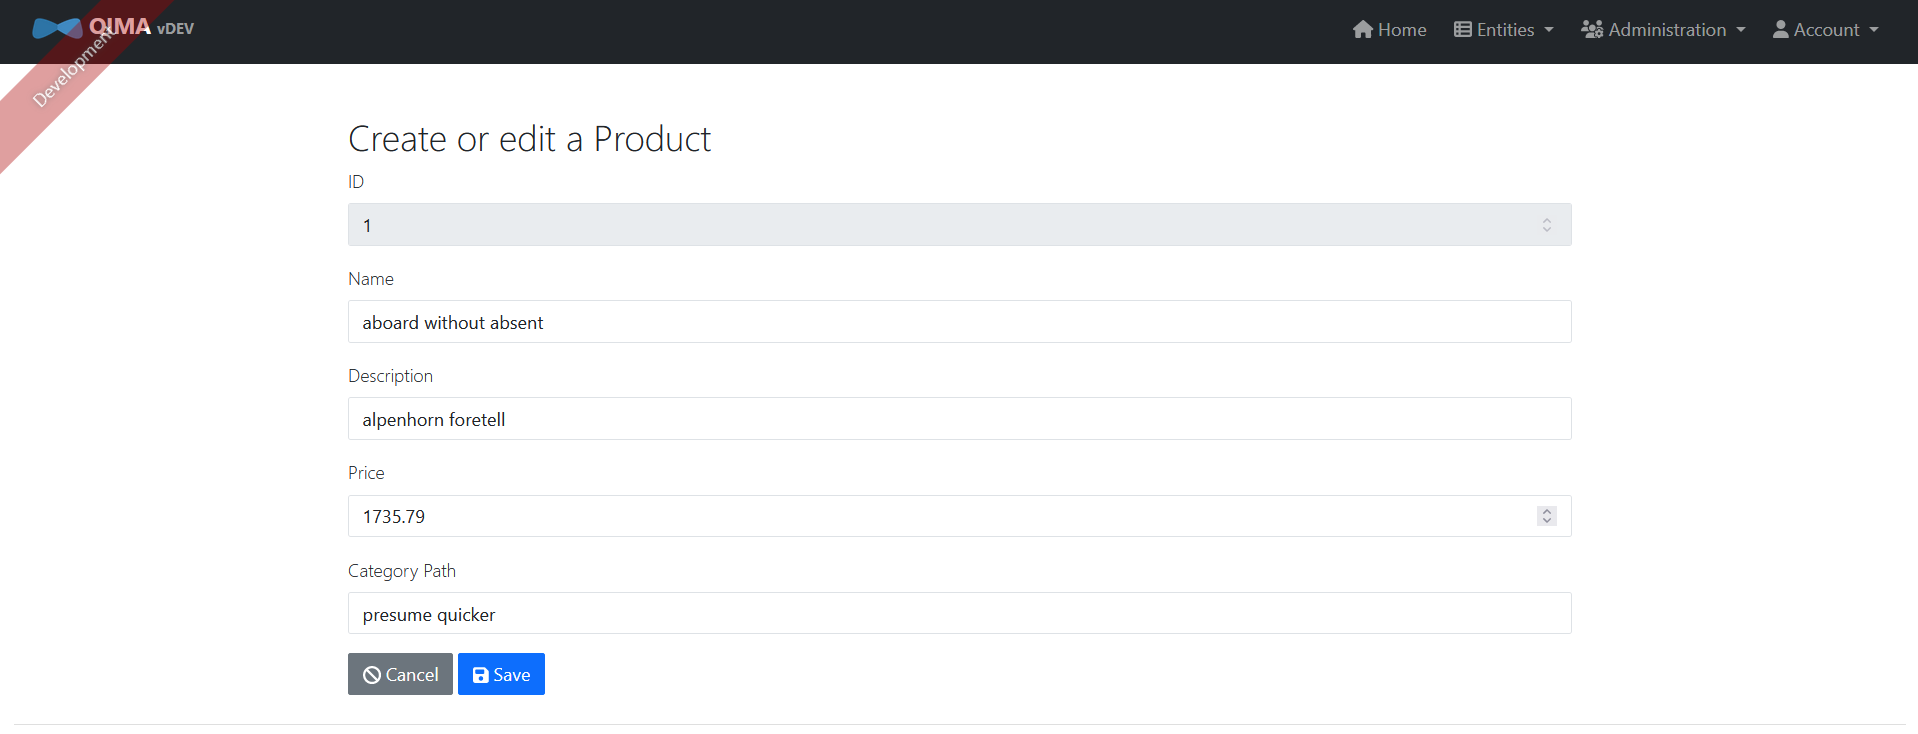 QIMA vDEV
Home
Entities
Administration
Account
Development
Create or edit a Product
ID
1
Name
aboard without absent
Description
alpenhorn foretell
Price
1735.79
Category Path
presume quicker
Cancel
Save